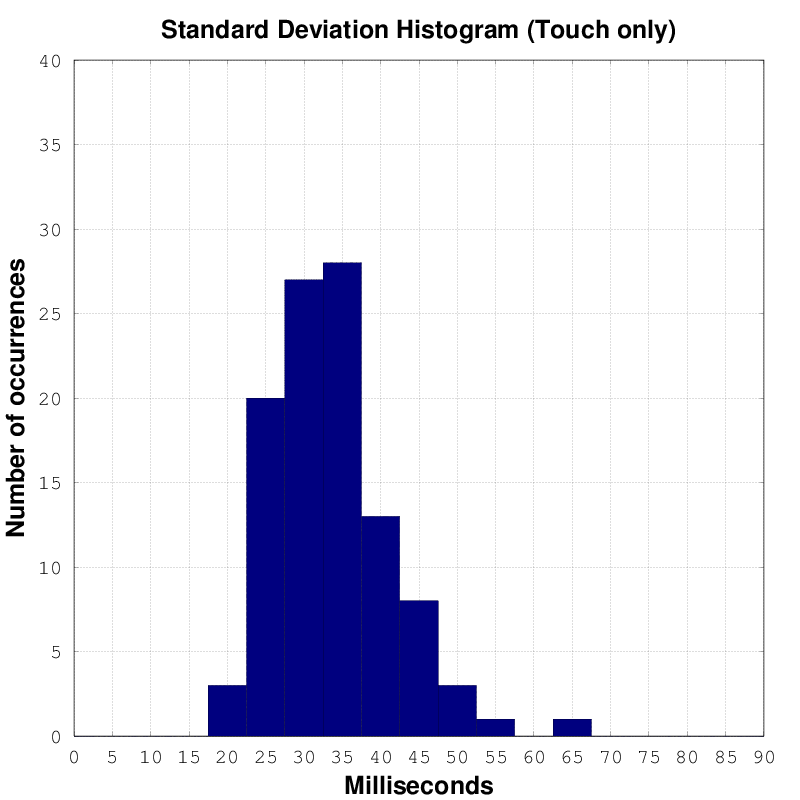 Standard Deviation Histogram (Touch only)
40
35
30
25
20
15
10
5
0
Number of occurrences
0 5 10 15 20 25 30 35 40 45 50 55 60 65 70 75 80 85 90
Milliseconds